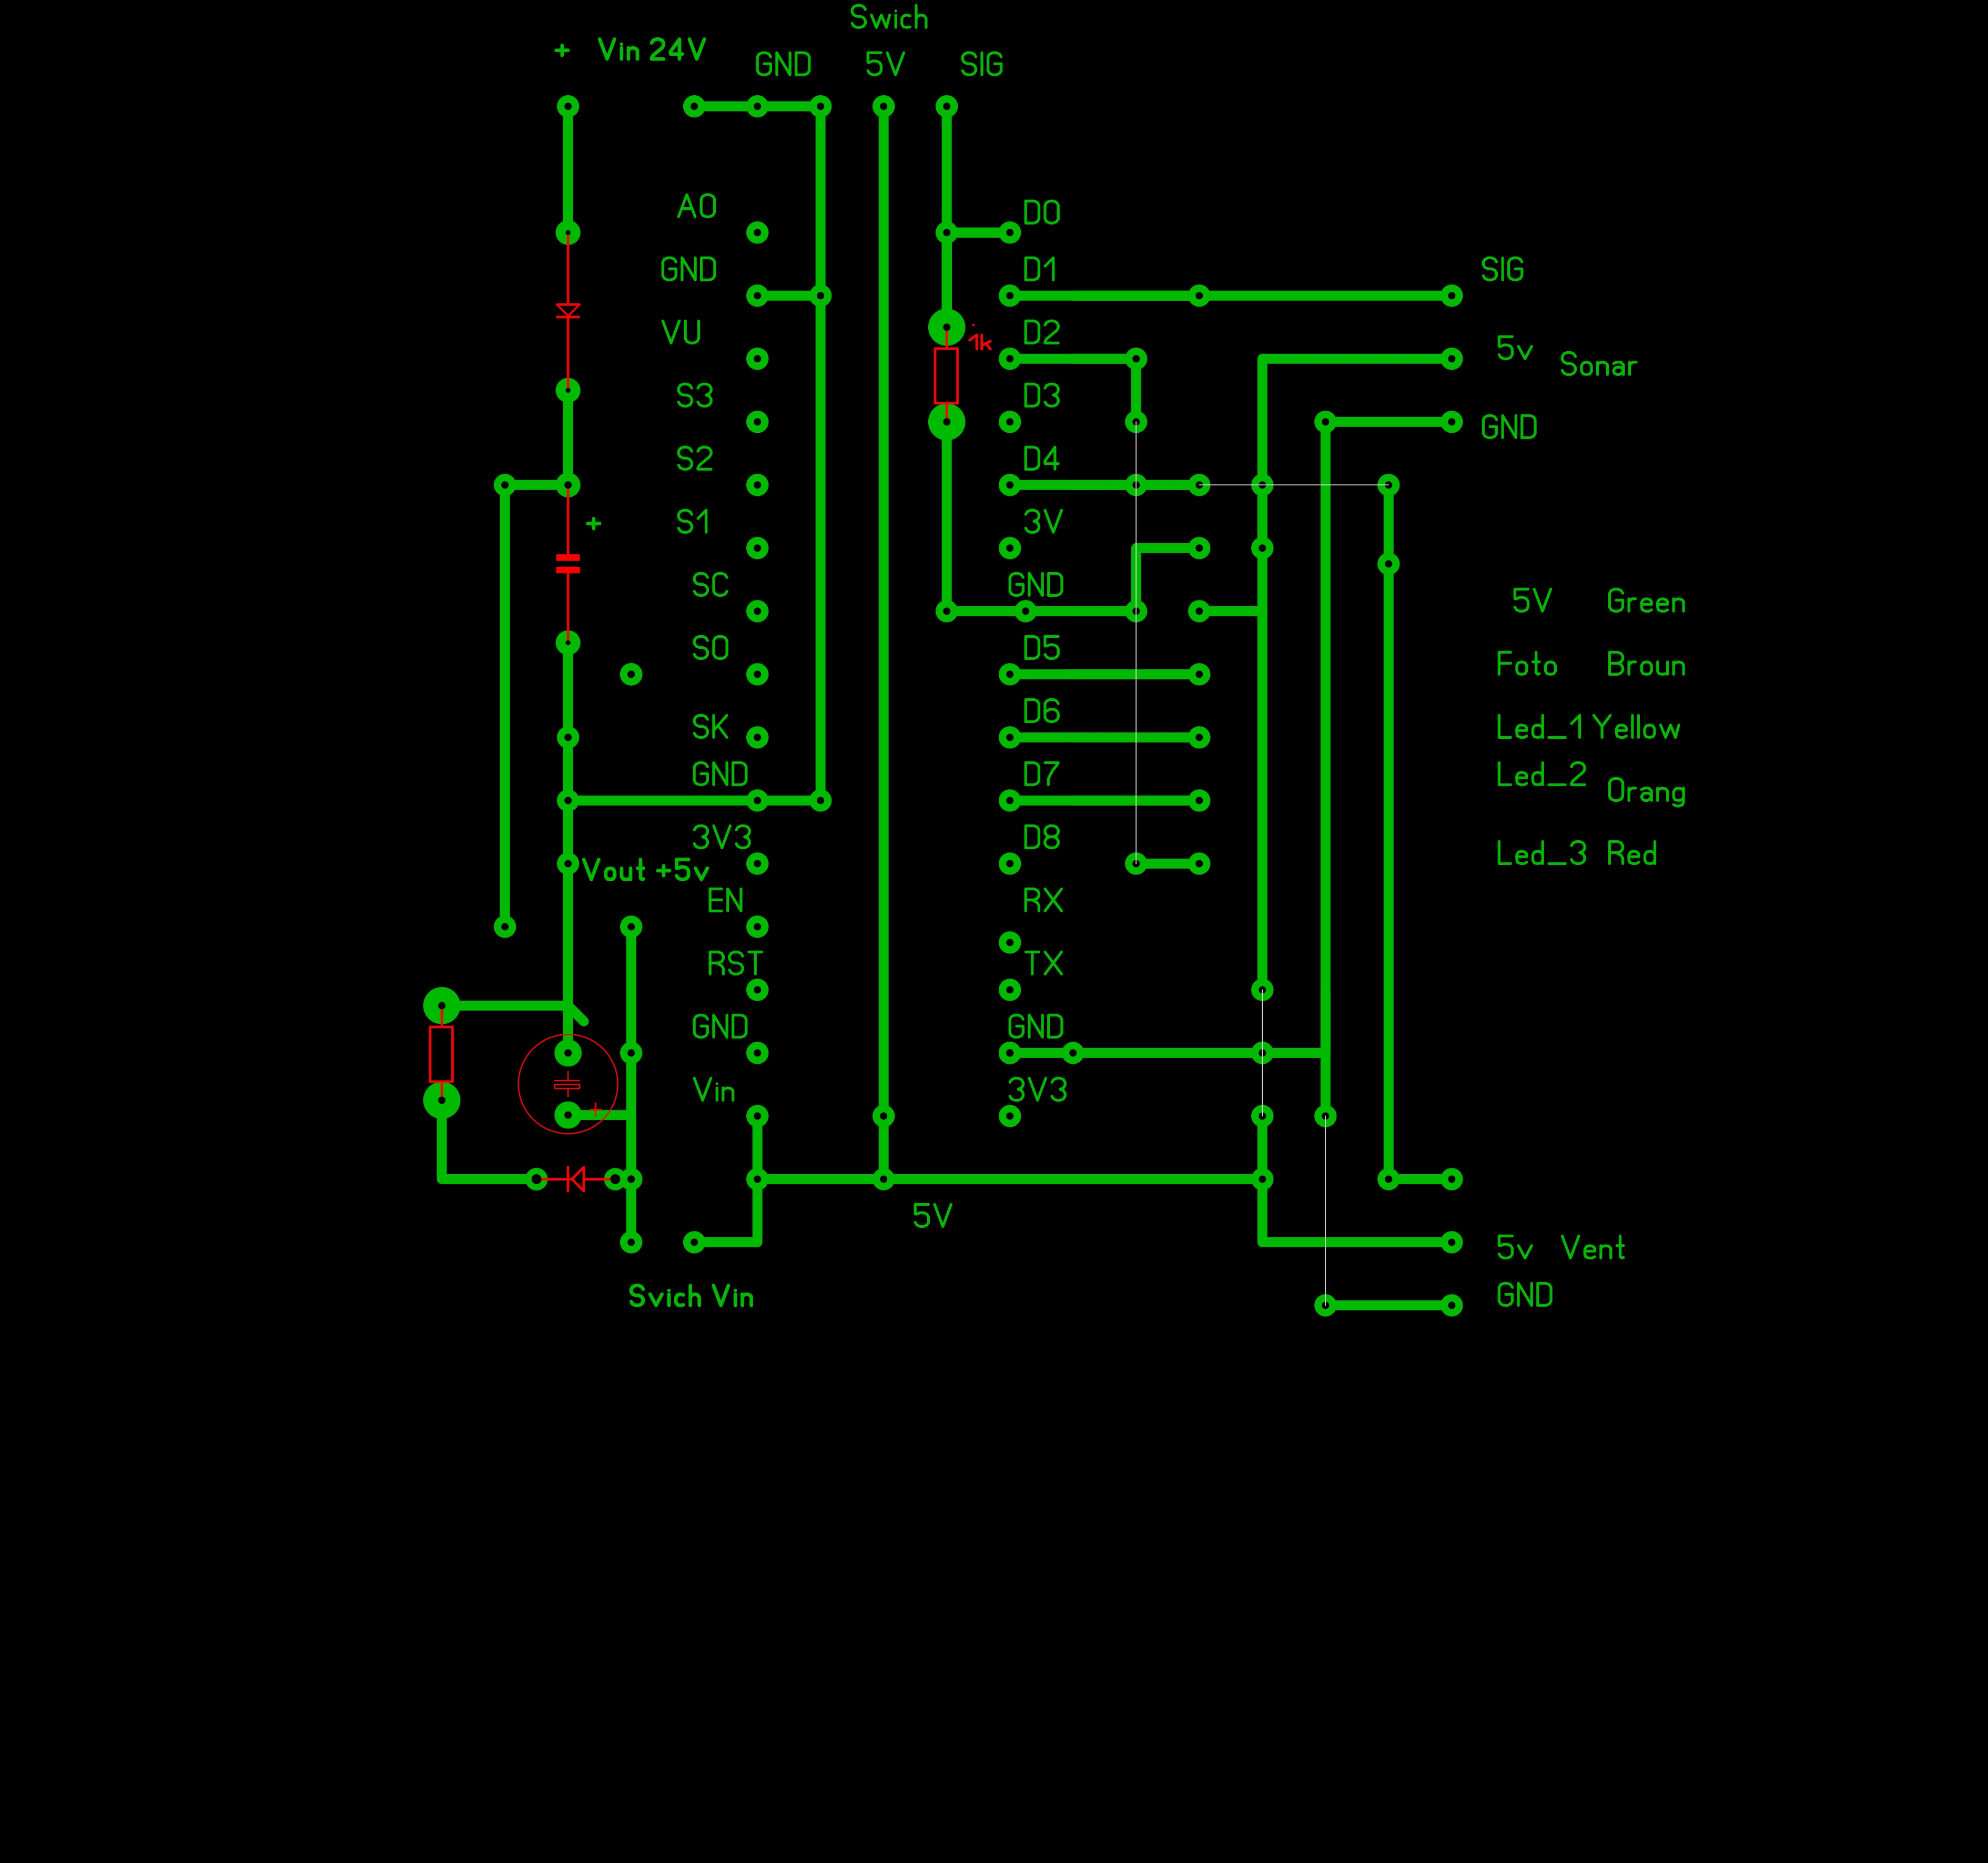 Swich
+ Vin 24V
GND 5V SIG
A0 D0
GND D1 SIG
VU D2 5v Sonar
1k
S3 D3 GND
S2 D4
+
S1 3V
SC GND 5V Green
S0 D5 Foto Broun
SK D6 Led_1 Yellow
GND D7 Led_2 Orang
3V3 D8 Led_3 Red
Vout +5v
EN RX
RST TX
GND GND
Vin 3V3
+
5V
5v Vent
Svich Vin GND